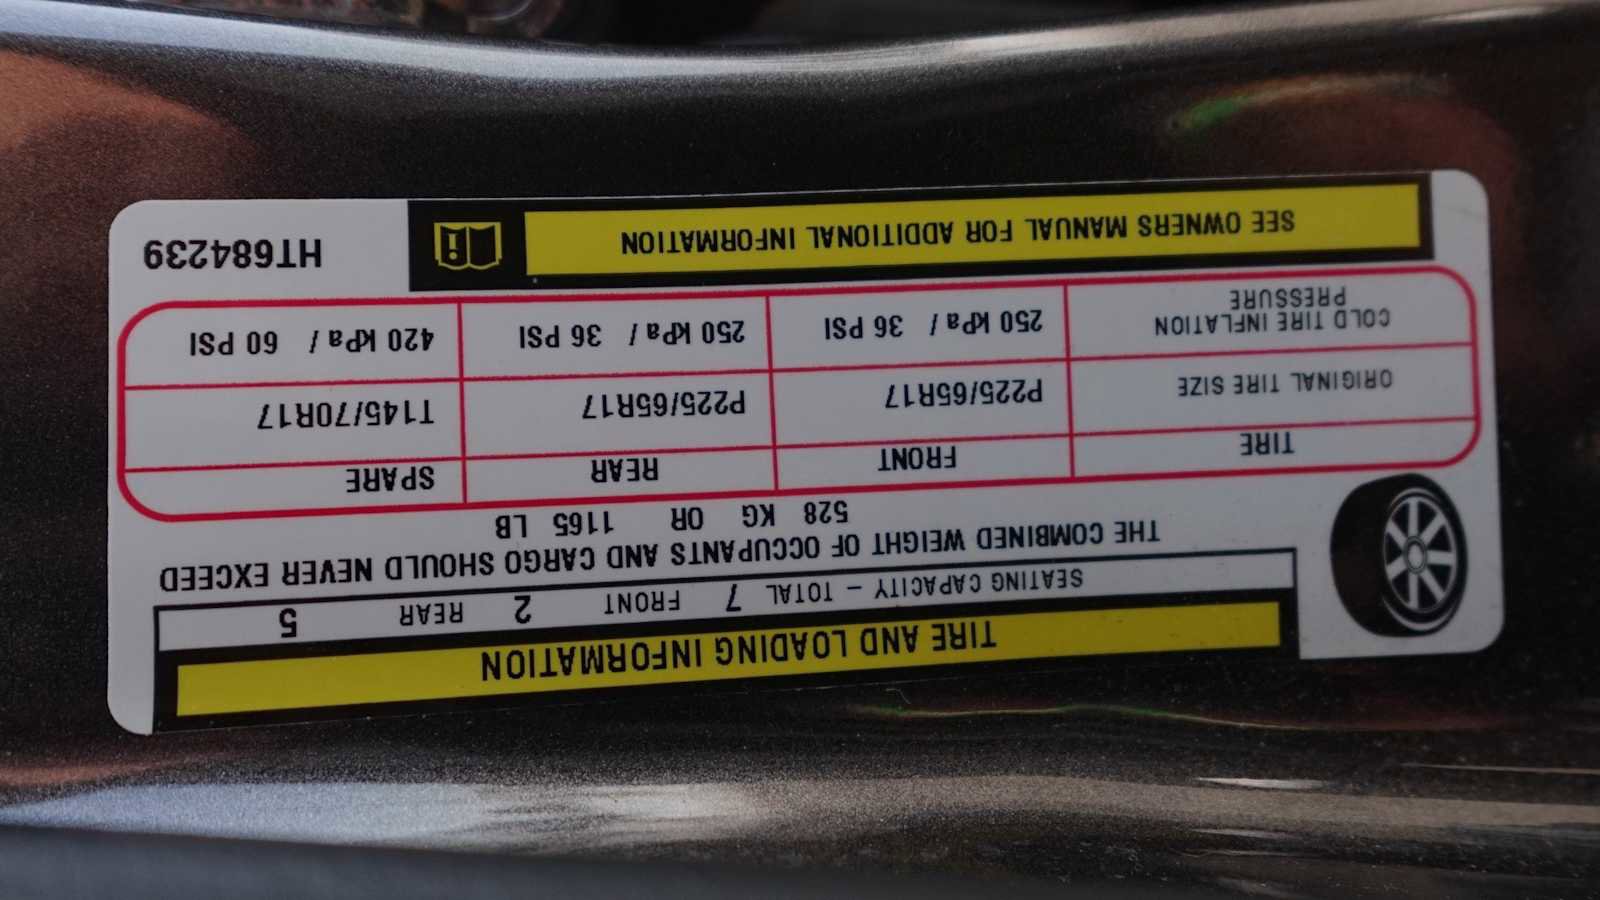 TIRE AND LOADING INFORMATION
SEATING CAPACITY – TOTAL 7 FRONT 2 REAR 5
THE COMBINED WEIGHT OF OCCUPANTS AND CARGO SHOULD NEVER EXCEED
528 KG OR 1165 LB
TIRE FRONT REAR SPARE
ORIGINAL TIRE SIZE P225/65R17 P225/65R17 T145/70R17
COLD TIRE INFLATION
PRESSURE 250 kPa / 36 PSI 250 kPa / 36 PSI 420 kPa / 60 PSI
SEE OWNERS MANUAL FOR ADDITIONAL INFORMATION
HT684239